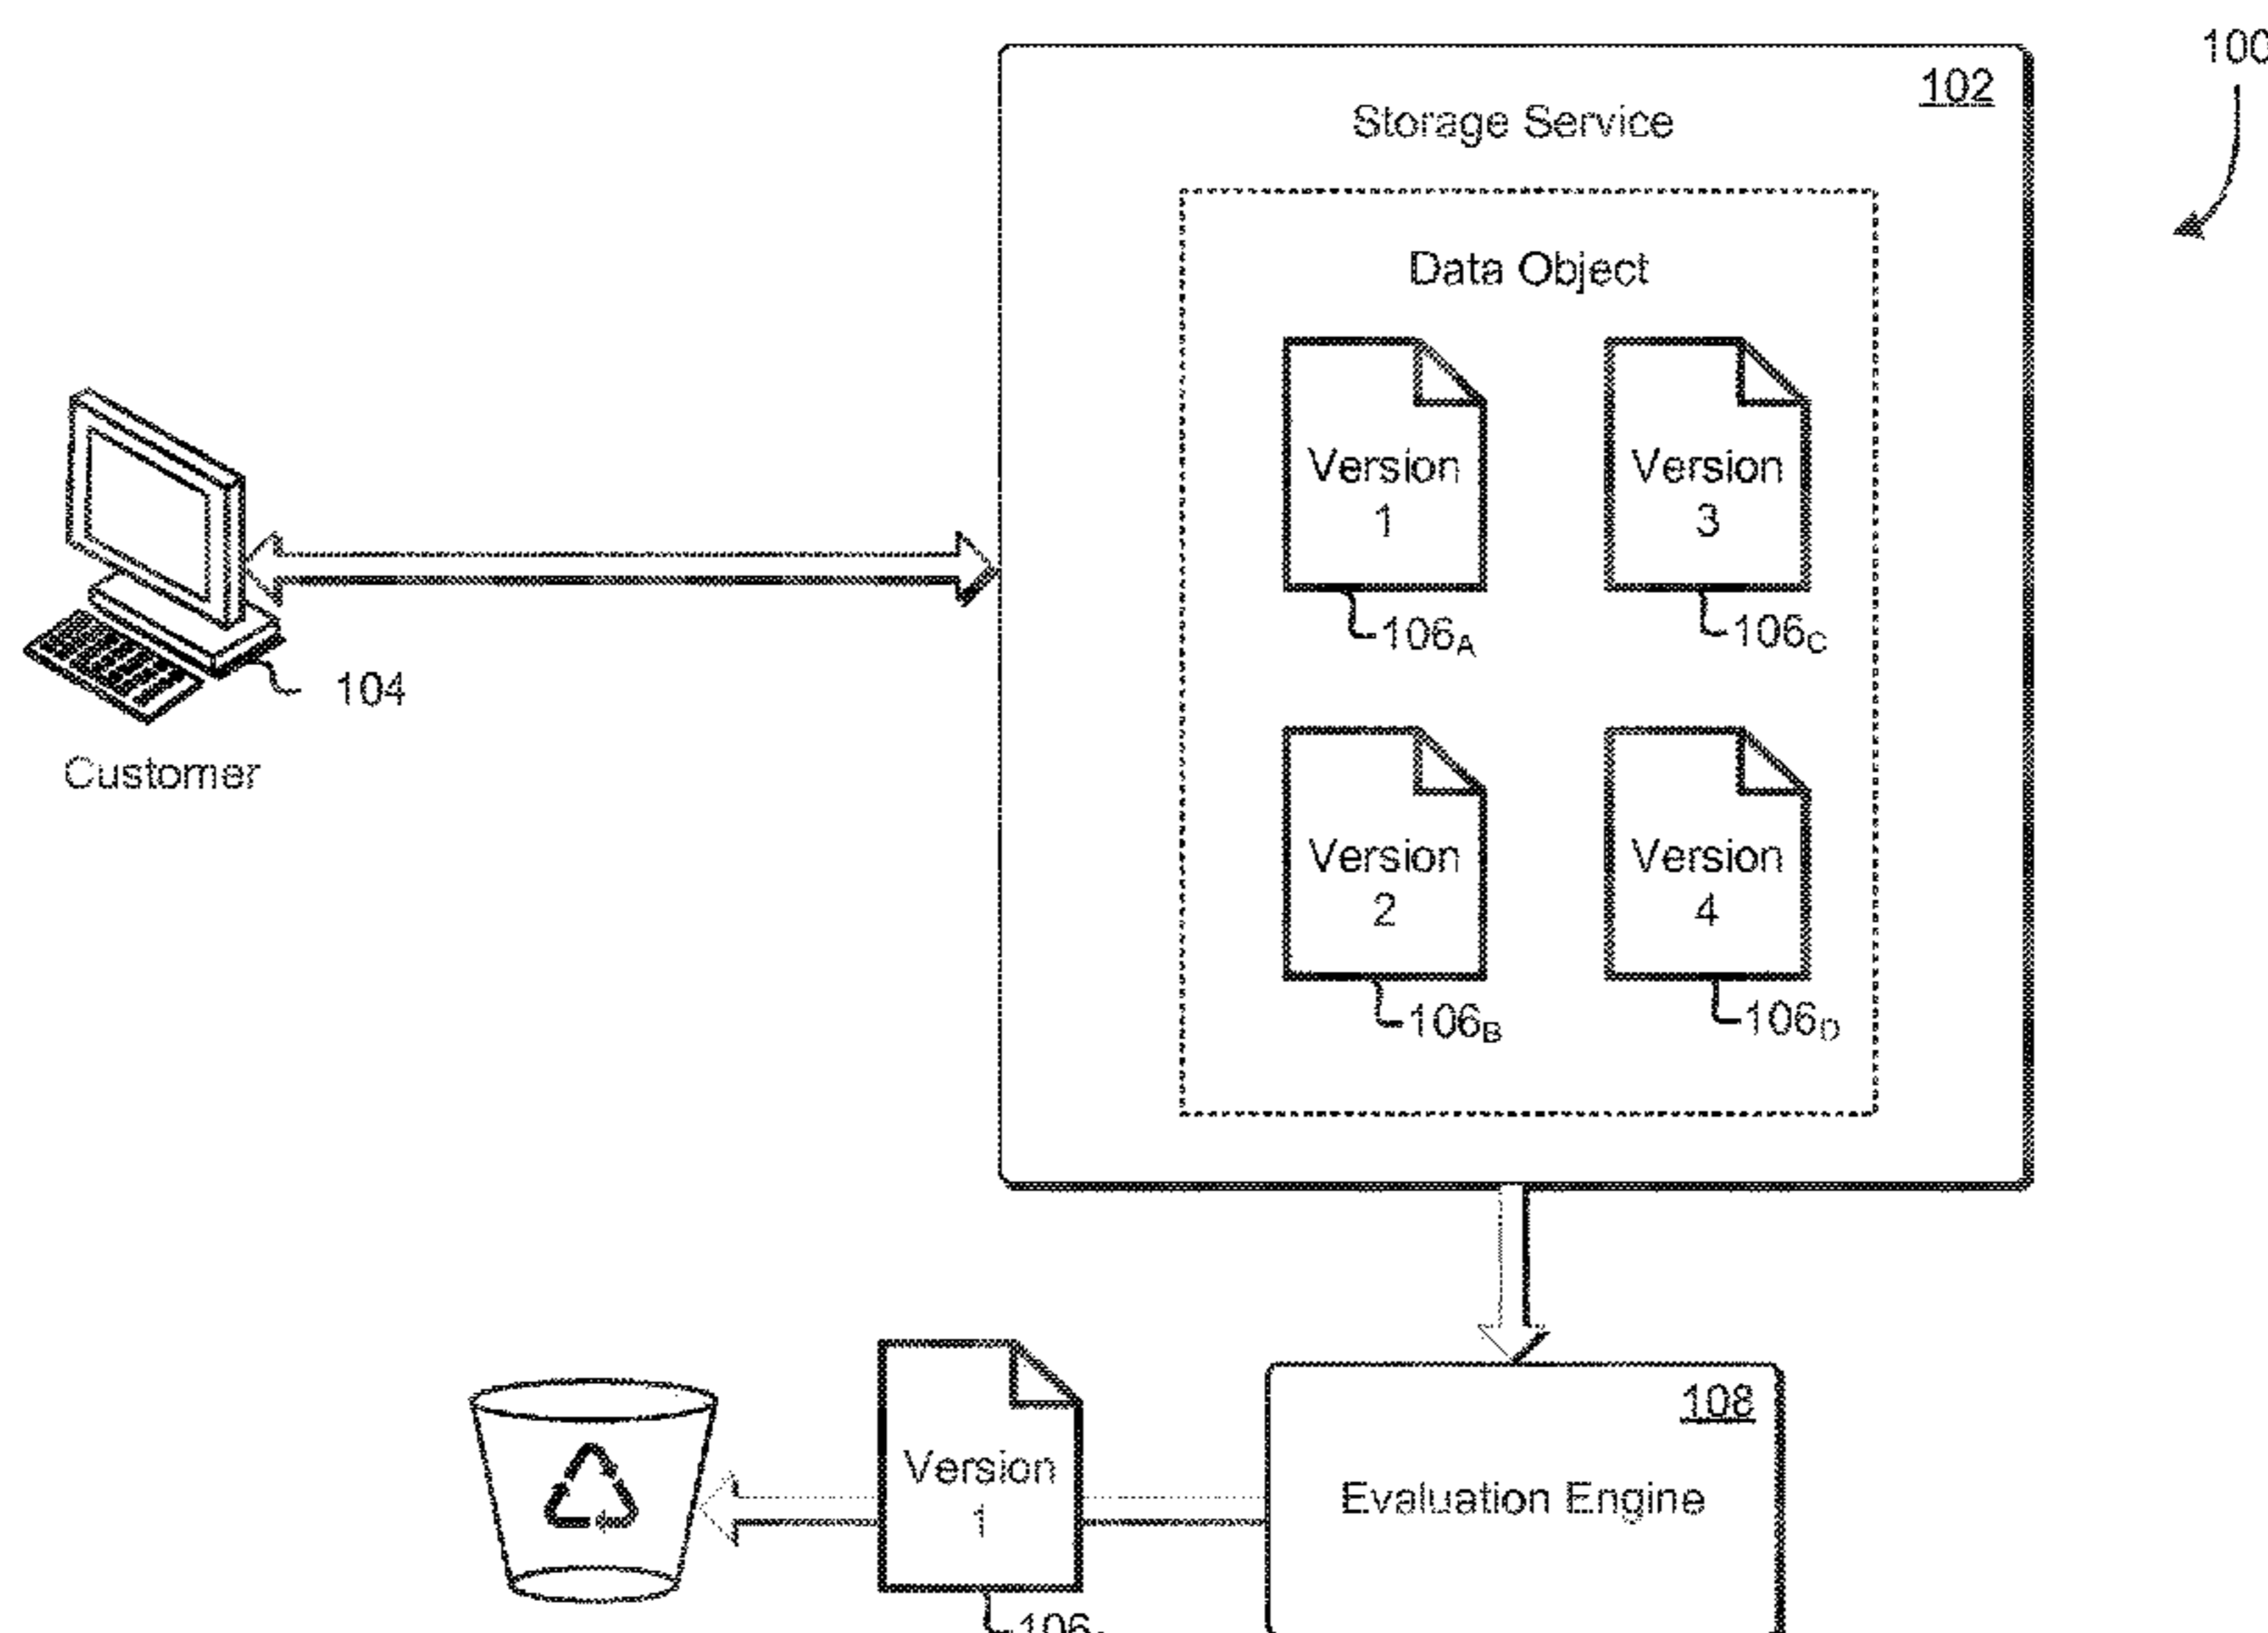 100
102
Storage Service
Data Object
Version
1
Version
3
106A
106C
104
Customer
Version
2
Version
4
106B
106D
108
Version
1
Evaluation Engine
106